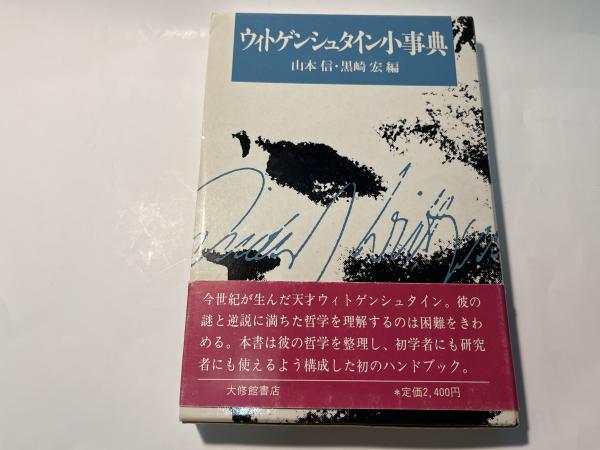 ウィトゲンシュタイン小事典
山本 信・黒崎 宏 編
今世紀が生んだ天才ウィトゲンシュタイン。彼の
謎と逆説に満ちた哲学を理解するのは困難をきわ
める。本書は彼の哲学を整理し、初学者にも研究
者にも使えるよう構成した初のハンドブック。
大修館書店
*定価2,400円